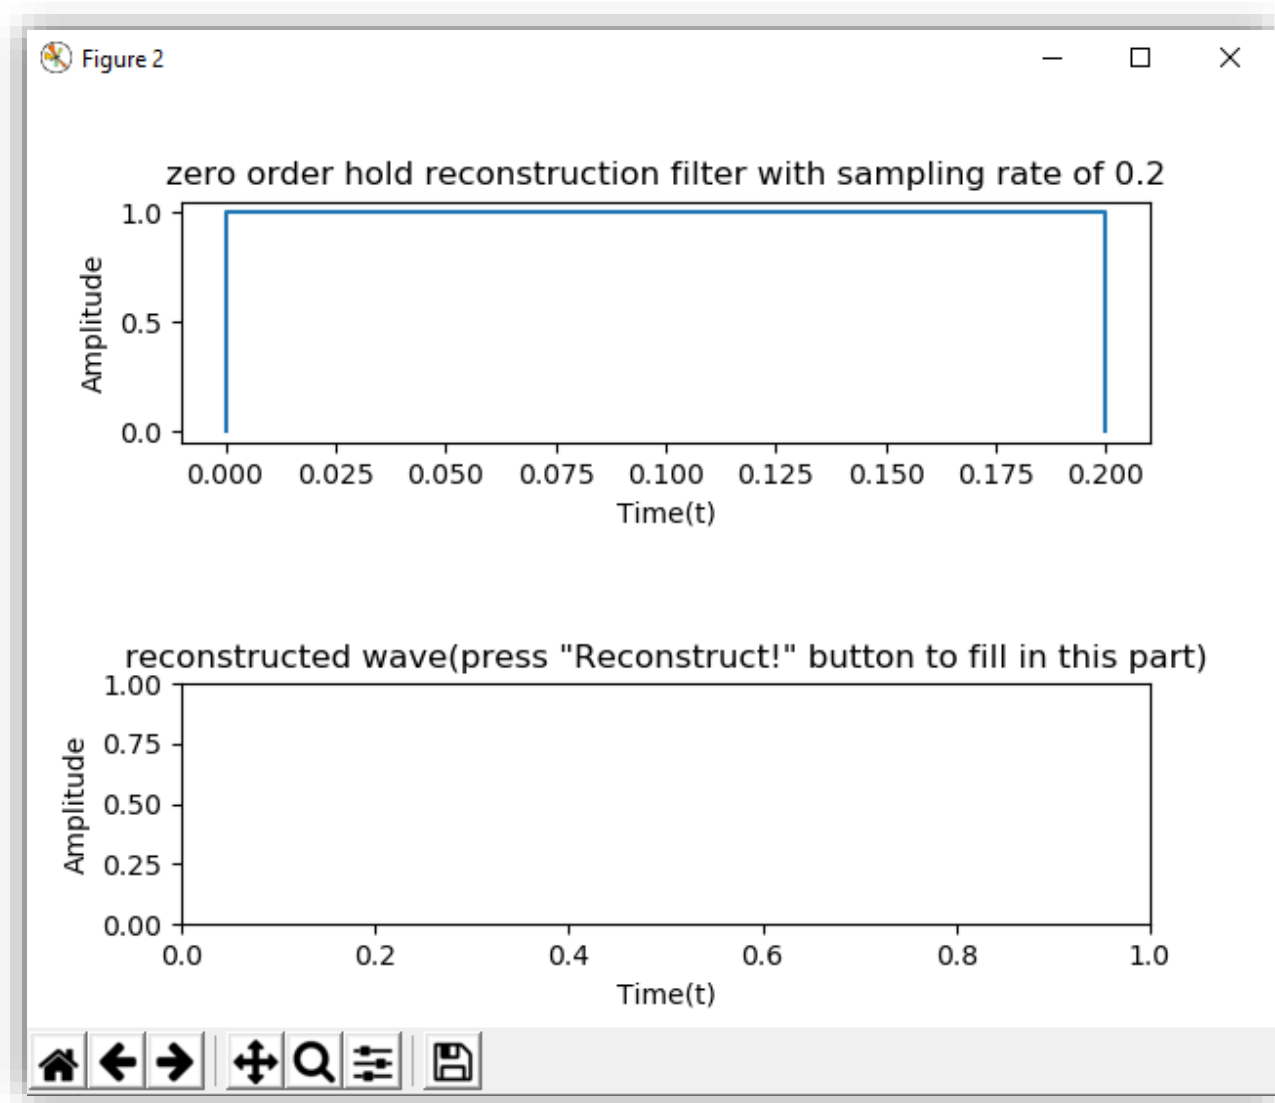 Figure 2
zero order hold reconstruction filter with sampling rate of 0.2
1.0
0.5
0.0
Amplitude
0.000 0.025 0.050 0.075 0.100 0.125 0.150 0.175 0.200
Time(t)
reconstructed wave(press "Reconstruct!" button to fill in this part)
1.00
0.75
0.50
0.25
0.00
Amplitude
0.0 0.2 0.4 0.6 0.8 1.0
Time(t)